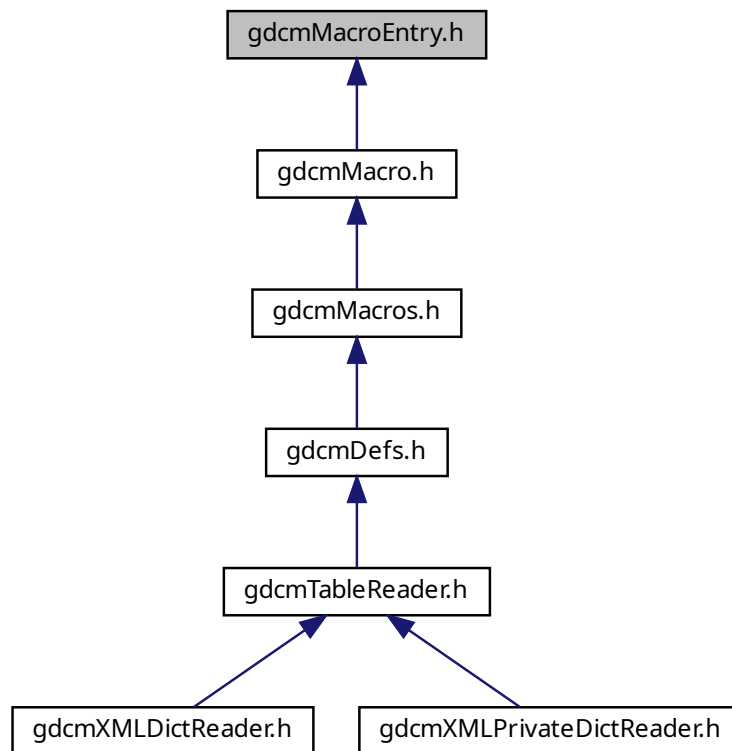 gdcmMacroEntry.h
gdcmMacro.h
gdcmMacros.h
gdcmDefs.h
gdcmTableReader.h
gdcmXMLDictReader.h
gdcmXMLPrivateDictReader.h